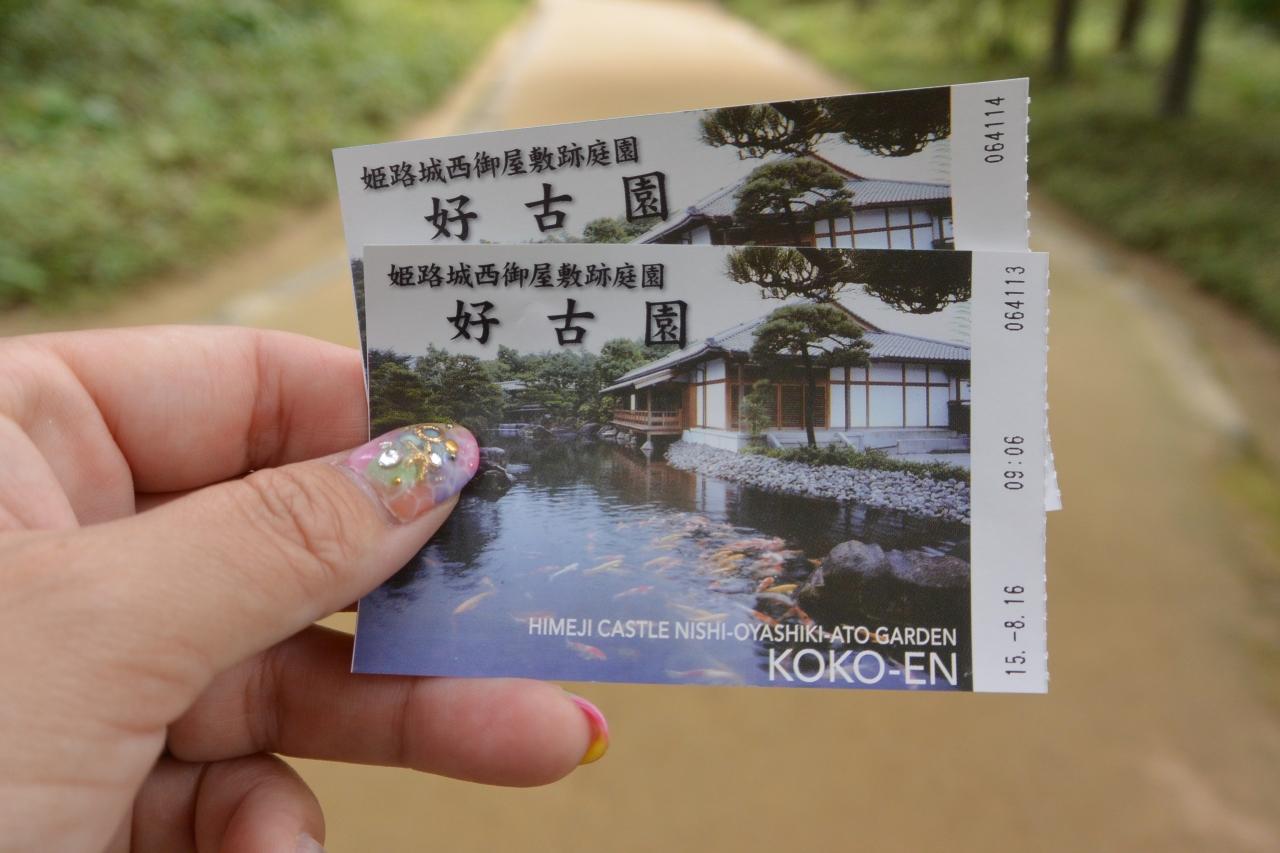 姫路城西御屋敷跡庭園
好古園
064114
姫路城西御屋敷跡庭園
好古園
HIMEJI CASTLE NISHI-OYASHIKI-ATO GARDEN
KOKO-EN
064113
09:06
15.-8.16